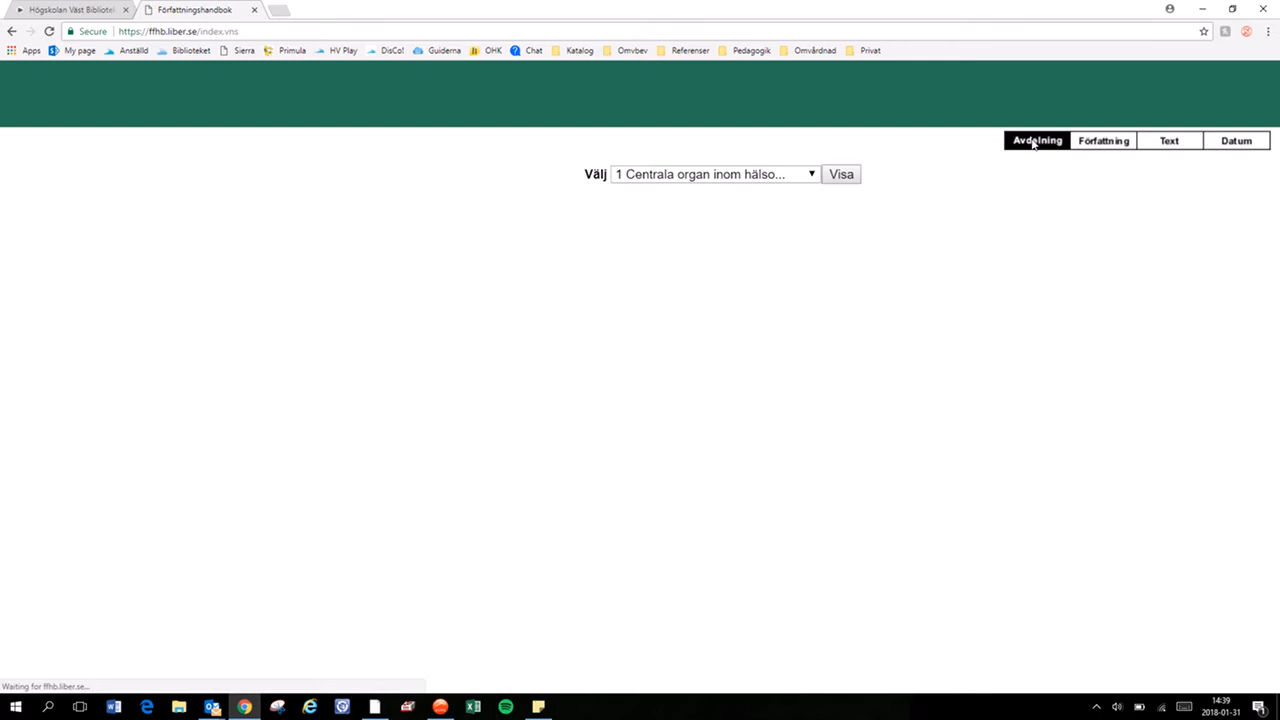 Högskolan Väst Bibliotek
Författningshandbok
Secure
https://ffhb.liber.se/index.vns
Apps My page Anställd Biblioteket Sierra Primula HV Play DisCo! Guiderna OHK Chat Katalog Omvbev Referenser Pedagogik Omvårdnad Privat
Avdelning Författning Text Datum
Välj 1 Centrala organ inom hälso... Visa
Waiting for ffhb.liber.se...
14:39
2018-01-31